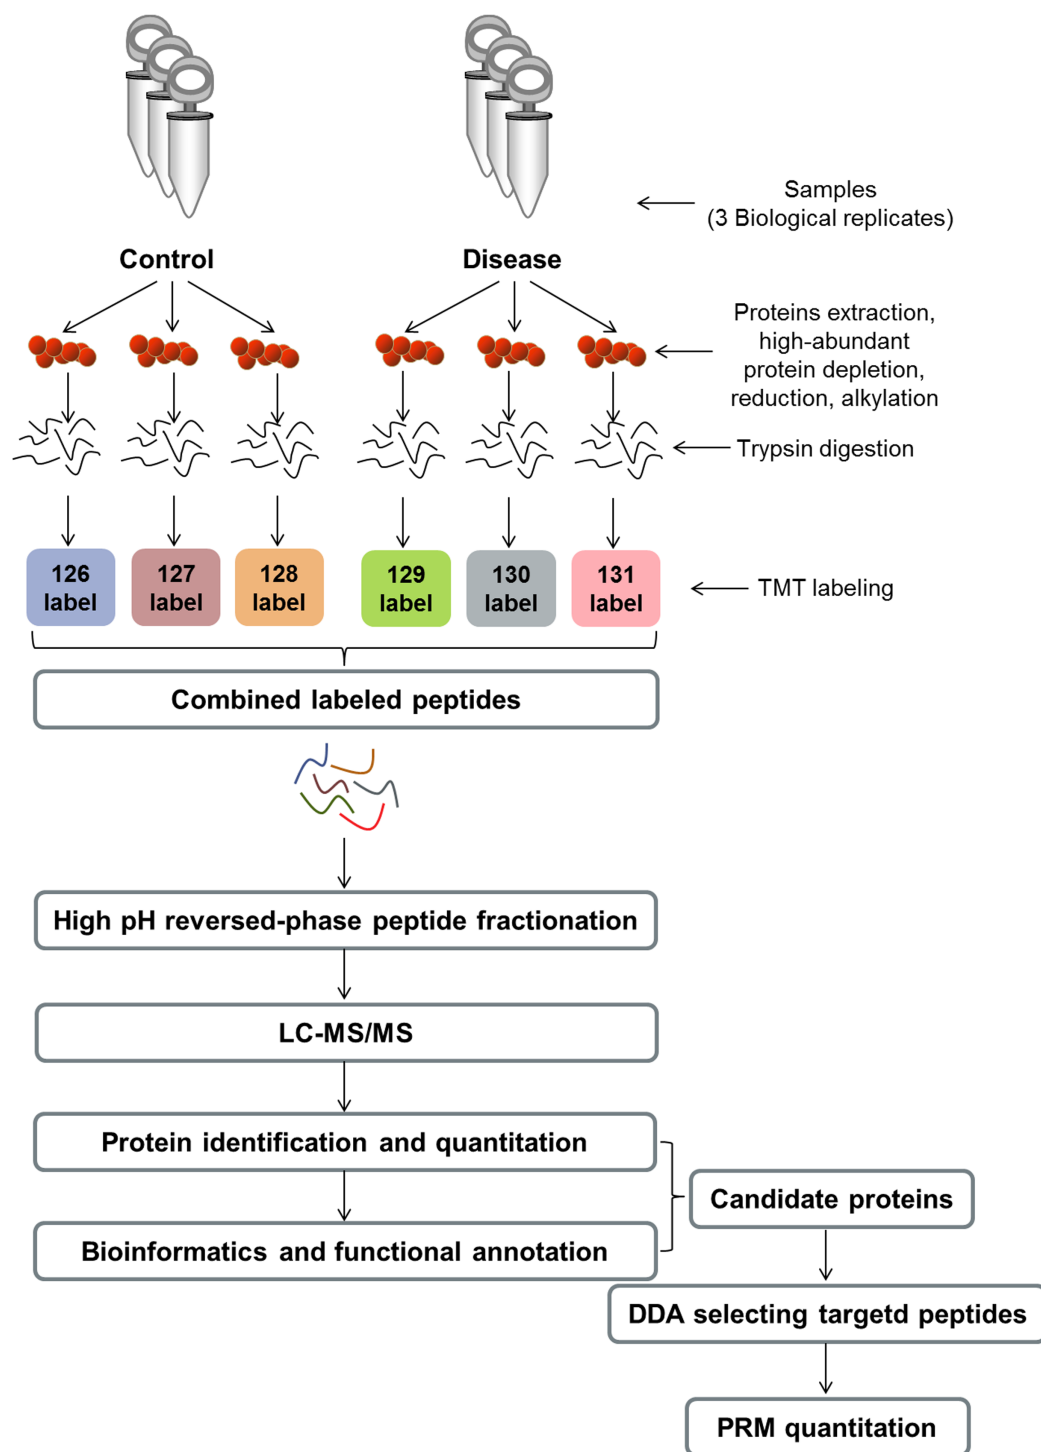 Samples
(3 Biological replicates)
Control
Disease
Proteins extraction,
high-abundant
protein depletion,
reduction, alkylation
Trypsin digestion
126
label
127
label
128
label
129
label
130
label
131
label
TMT labeling
Combined labeled peptides
High pH reversed-phase peptide fractionation
LC-MS/MS
Protein identification and quantitation
Candidate proteins
Bioinformatics and functional annotation
DDA selecting targetd peptides
PRM quantitation